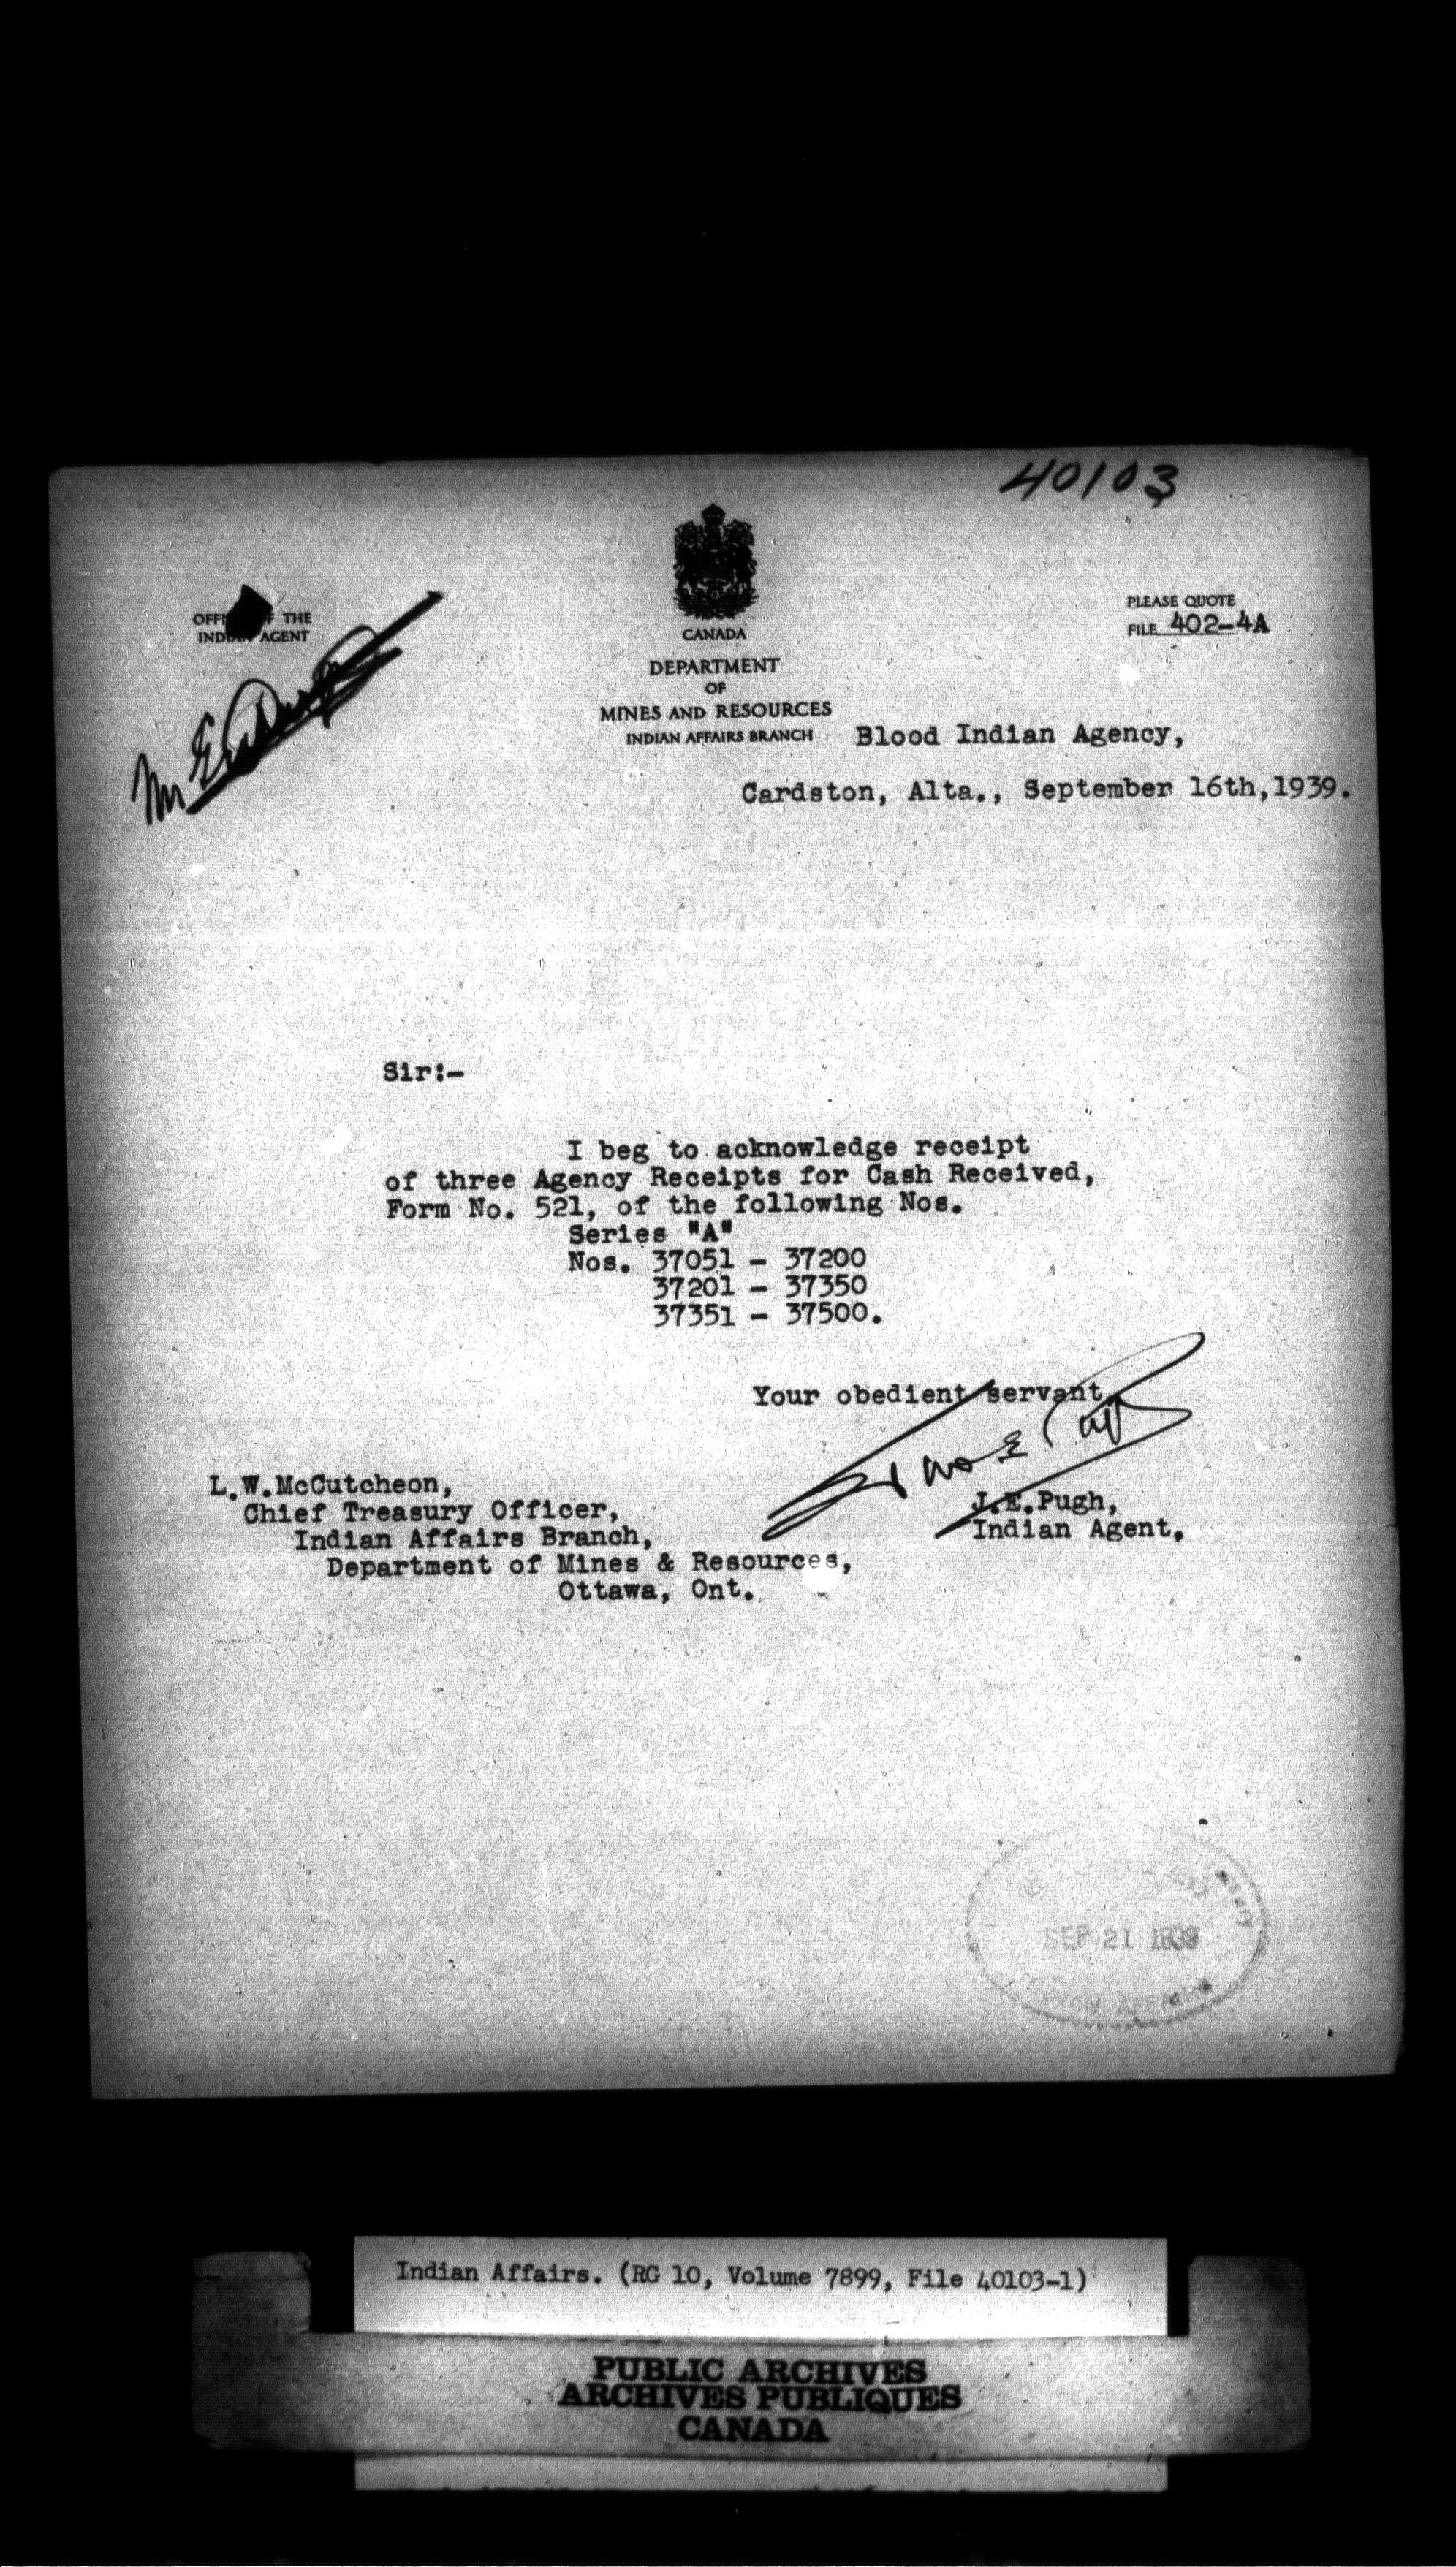 40103
OFFI F THE
INDIAN AGENT
CANADA
DEPARTMENT
OF
MINES AND RESOURCES
INDIAN AFFAIRS BRANCH
PLEASE QUOTE
FILE 402-4A
Blood Indian Agency,
Cardston, Alta., September 16th,1939.
Sir:-
I beg to acknowledge receipt
of three Agency Receipts for Cash Received,
Form No. 521, of the following Nos.
Series "A"
Nos. 37051 - 37200
37201 - 37350
37351 - 37500.
Your obedient servant,
J.E.Pugh,
Indian Agent.
L.W.McCutcheon,
Chief Treasury Officer,
Indian Affairs Branch,
Department of Mines & Resources,
Ottawa, Ont.
SEP 21 1939
INDIAN AFFAIRS
Indian Affairs. (RG 10, Volume 7899, File 40103-1)
PUBLIC ARCHIVES
ARCHIVES PUBLIQUES
CANADA